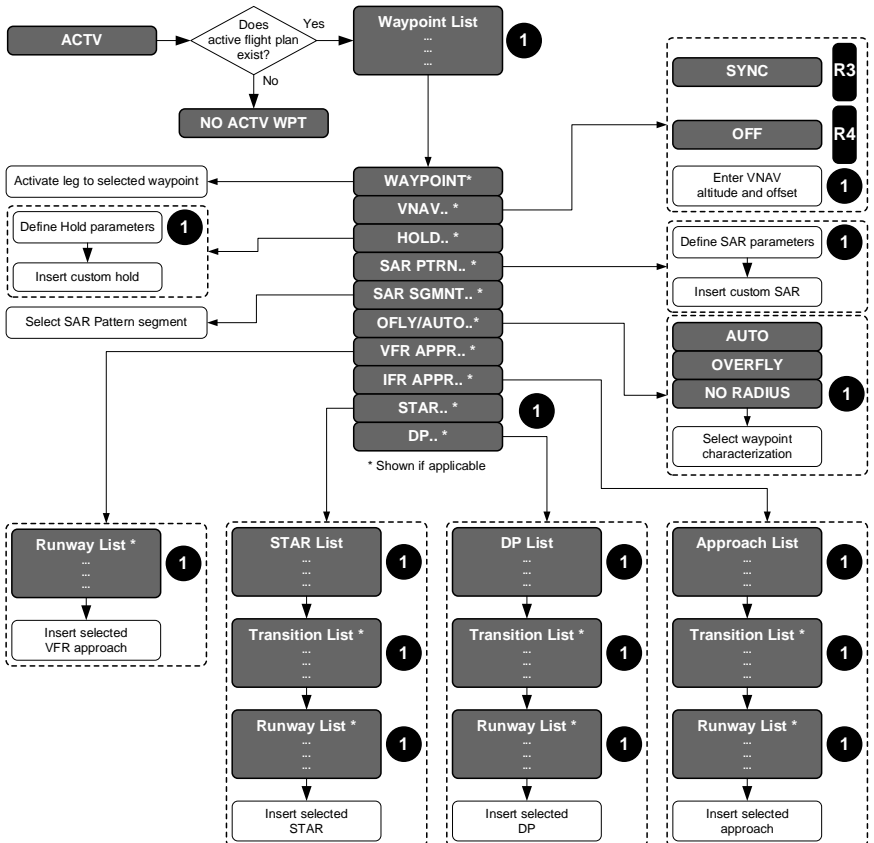 ACTV
Does
active flight plan
exist?
Yes
No
NO ACTV WPT
Waypoint List
...
...
1
SYNC
R3
OFF
R4
Enter VNAV
altitude and offset
1
WAYPOINT*
VNAV.. *
HOLD.. *
SAR PTRN.. *
SAR SGMNT.. *
OFLY/AUTO..*
VFR APPR.. *
IFR APPR.. *
STAR.. *
DP.. *
1
* Shown if applicable
Activate leg to selected waypoint
Define Hold parameters
1
Insert custom hold
Select SAR Pattern segment
Define SAR parameters
1
Insert custom SAR
AUTO
OVERFLY
NO RADIUS
1
Select waypoint
characterization
Runway List *
...
...
...
1
Insert selected
VFR approach
STAR List
...
...
...
1
Transition List *
...
...
...
1
Runway List *
...
...
...
1
Insert selected
STAR
DP List
...
...
...
1
Transition List *
...
...
...
1
Runway List *
...
...
...
1
Insert selected
DP
Approach List
...
...
...
1
Transition List *
...
...
...
1
Runway List *
...
...
...
1
Insert selected
approach